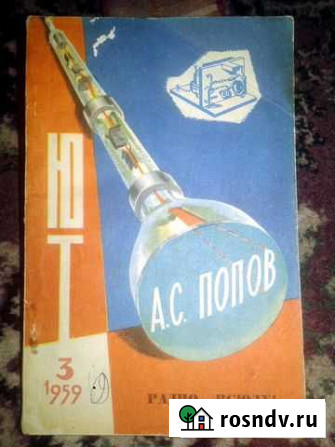 ЮТ
А.С. ПОПОВ
3
1959
РАДИО ВСЮДУ!
rosndv.ru